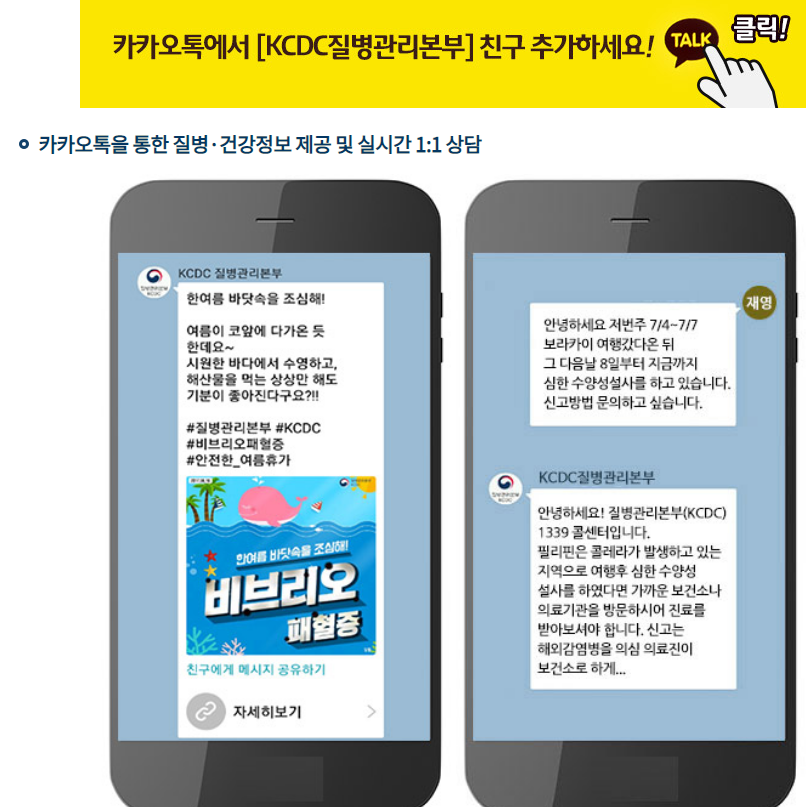 카카오톡에서 [KCDC질병관리본부] 친구 추가하세요!
TALK
클릭!
카카오톡을 통한 질병·건강정보 제공 및 실시간 1:1 상담
KCDC 질병관리본부
한여름 바닷속을 조심해!
여름이 코앞에 다가온 듯
한데요~
시원한 바다에서 수영하고,
해산물을 먹는 상상만 해도
기분이 좋아진다구요?!!
#질병관리본부 #KCDC
#비브리오패혈증
#안전한_여름휴가
한여름 바닷속을 조심해!
비브리오
패혈증
친구에게 메시지 공유하기
자세히보기
재영
안녕하세요 저번주 7/4~7/7
보라카이 여행갔다온 뒤
그 다음날 8일부터 지금까지
심한 수양성설사를 하고 있습니다.
신고방법 문의하고 싶습니다.
KCDC질병관리본부
안녕하세요! 질병관리본부(KCDC)
1339 콜센터입니다.
필리핀은 콜레라가 발생하고 있는
지역으로 여행후 심한 수양성
설사를 하였다면 가까운 보건소나
의료기관을 방문하시어 진료를
받아보셔야 합니다. 신고는
해외감염병을 의심 의료진이
보건소로 하게...